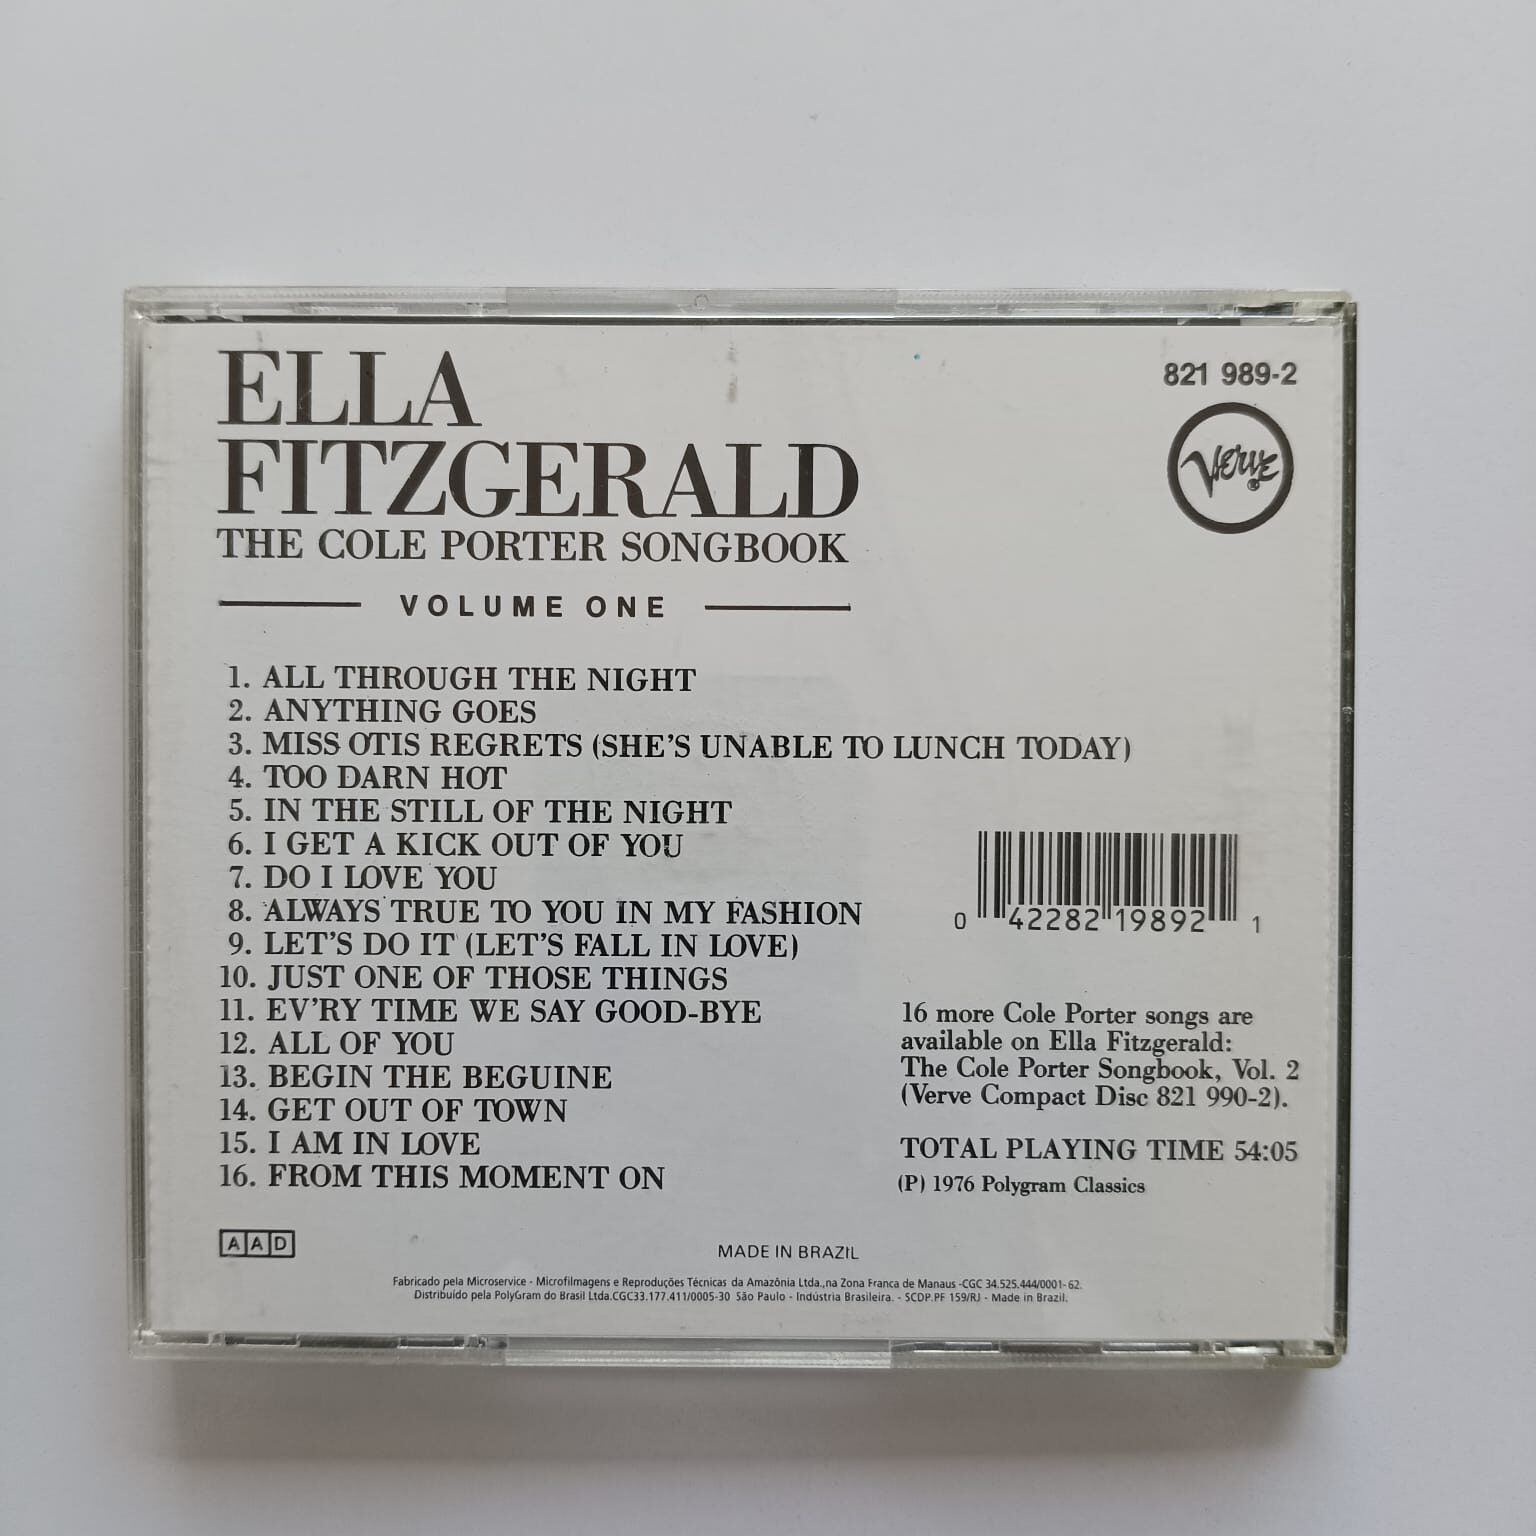 ELLA
FITZGERALD
THE COLE PORTER SONGBOOK
VOLUME ONE
821 989-2
VERVE ®
1. ALL THROUGH THE NIGHT
2. ANYTHING GOES
3. MISS OTIS REGRETS (SHE'S UNABLE TO LUNCH TODAY)
4. TOO DARN HOT
5. IN THE STILL OF THE NIGHT
6. I GET A KICK OUT OF YOU
7. DO I LOVE YOU
8. ALWAYS TRUE TO YOU IN MY FASHION
9. LET'S DO IT (LET'S FALL IN LOVE)
10. JUST ONE OF THOSE THINGS
11. EV'RY TIME WE SAY GOOD-BYE
12. ALL OF YOU
13. BEGIN THE BEGUINE
14. GET OUT OF TOWN
15. I AM IN LOVE
16. FROM THIS MOMENT ON
0 42282 19892 1
16 more Cole Porter songs are
available on Ella Fitzgerald:
The Cole Porter Songbook, Vol. 2
(Verve Compact Disc 821 990-2).
TOTAL PLAYING TIME 54:05
(P) 1976 Polygram Classics
AAD
MADE IN BRAZIL
Fabricado pela Microservice - Microfilmagens e Reproduções Técnicas da Amazônia Ltda.,na Zona Franca de Manaus -CGC 34.525.444/0001-62.
Distribuído pela PolyGram do Brasil Ltda.CGC33.177.411/0005-30 São Paulo - Indústria Brasileira. - SCDP.PF 159/RJ - Made in Brazil.